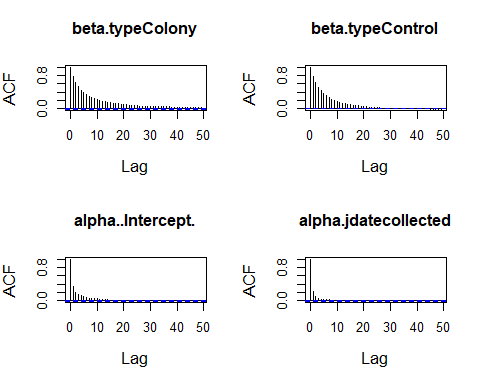 beta.typeColony
ACF
0.0 0.8
0 10 20 30 40 50
Lag
beta.typeControl
ACF
0.0 0.8
0 10 20 30 40 50
Lag
alpha..Intercept.
ACF
0.0 0.8
0 10 20 30 40 50
Lag
alpha.jdatecollected
ACF
0.0 0.8
0 10 20 30 40 50
Lag